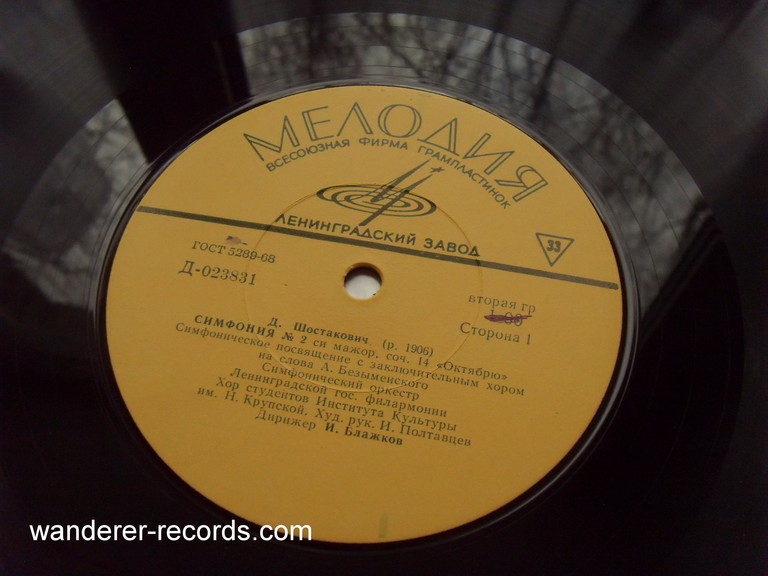 МЕЛОДИЯ
ВСЕСОЮЗНАЯ ФИРМА ГРАМПЛАСТИНОК
ЛЕНИНГРАДСКИЙ ЗАВОД
33
ГОСТ 5289-68
Д-023831
вторая гр
Сторона 1
Д. Шостакович (р. 1906)
СИМФОНИЯ № 2 си мажор, соч. 14 «Октябрю»
Симфоническое посвящение с заключительным хором
на слова А. Безыменского
Симфонический оркестр
Ленинградской гос. филармонии
Хор студентов Института Культуры
им. Н. Крупской. Худ. рук. И. Полтавцев
Дирижер И. Блажков
wanderer-records.com